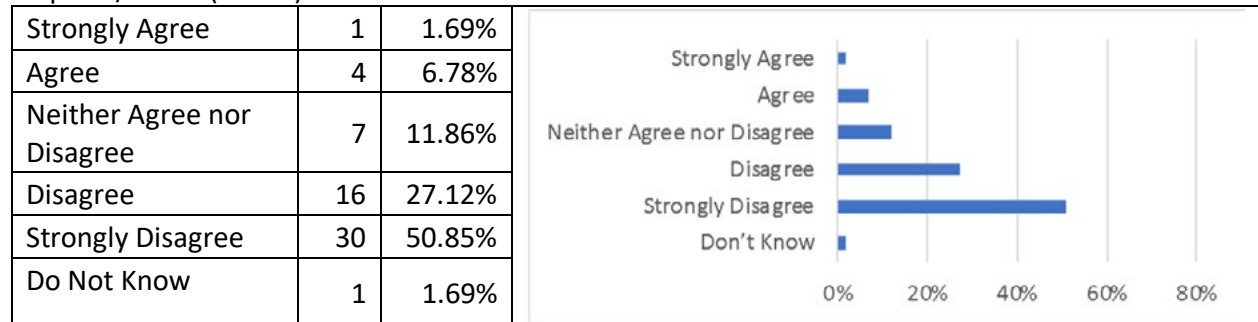 Strongly Agree 1 1.69%
Agree 4 6.78%
Neither Agree nor
Disagree 7 11.86%
Disagree 16 27.12%
Strongly Disagree 30 50.85%
Do Not Know 1 1.69%
Strongly Agree
Agree
Neither Agree nor Disagree
Disagree
Strongly Disagree
Don't Know
0% 20% 40% 60% 80%